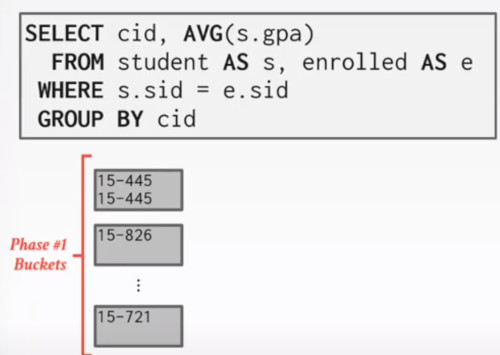 SELECT cid, AVG(s.gpa)
FROM student AS s, enrolled AS e
WHERE s.sid = e.sid
GROUP BY cid
15-445
15-445
15-826
Phase #1
Buckets
⋮
15-721